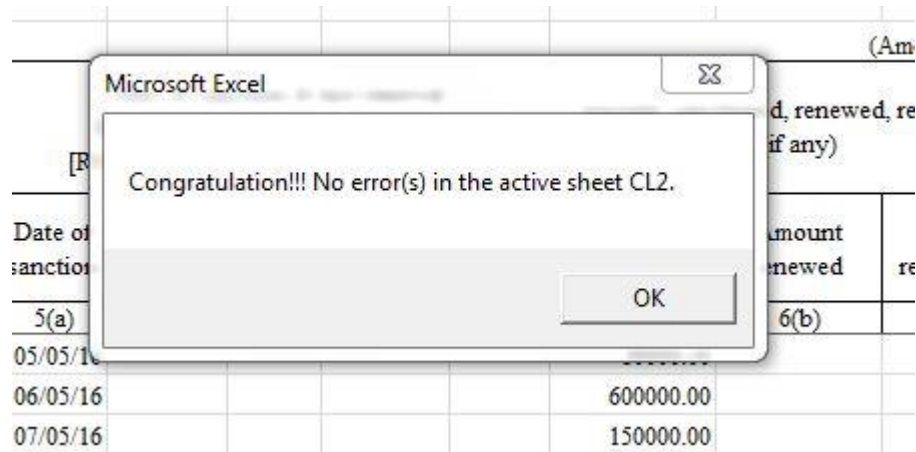 (Am
Microsoft Excel
d, renewed, re
if any)
[R
Congratulation!!! No error(s) in the active sheet CL2.
Date of
sanction
mount
enewed
re
OK
5(a)
6(b)
05/05/1
06/05/16
600000.00
07/05/16
150000.00